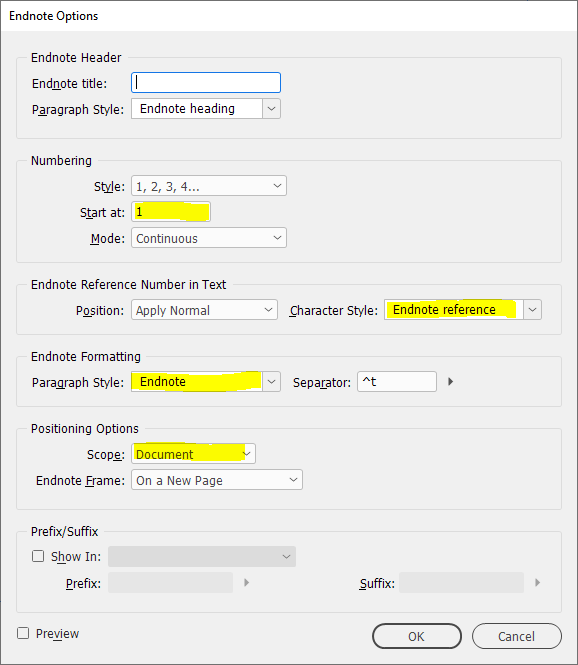 Endnote Options
Endnote Header
Endnote title:
Paragraph Style: Endnote heading
Numbering
Style: 1, 2, 3, 4...
Start at: 1
Mode: Continuous
Endnote Reference Number in Text
Position: Apply Normal Character Style: Endnote reference
Endnote Formatting
Paragraph Style: Endnote Separator: ^t
Positioning Options
Scope: Document
Endnote Frame: On a New Page
Prefix/Suffix
Show In:
Prefix: Suffix:
Preview OK Cancel